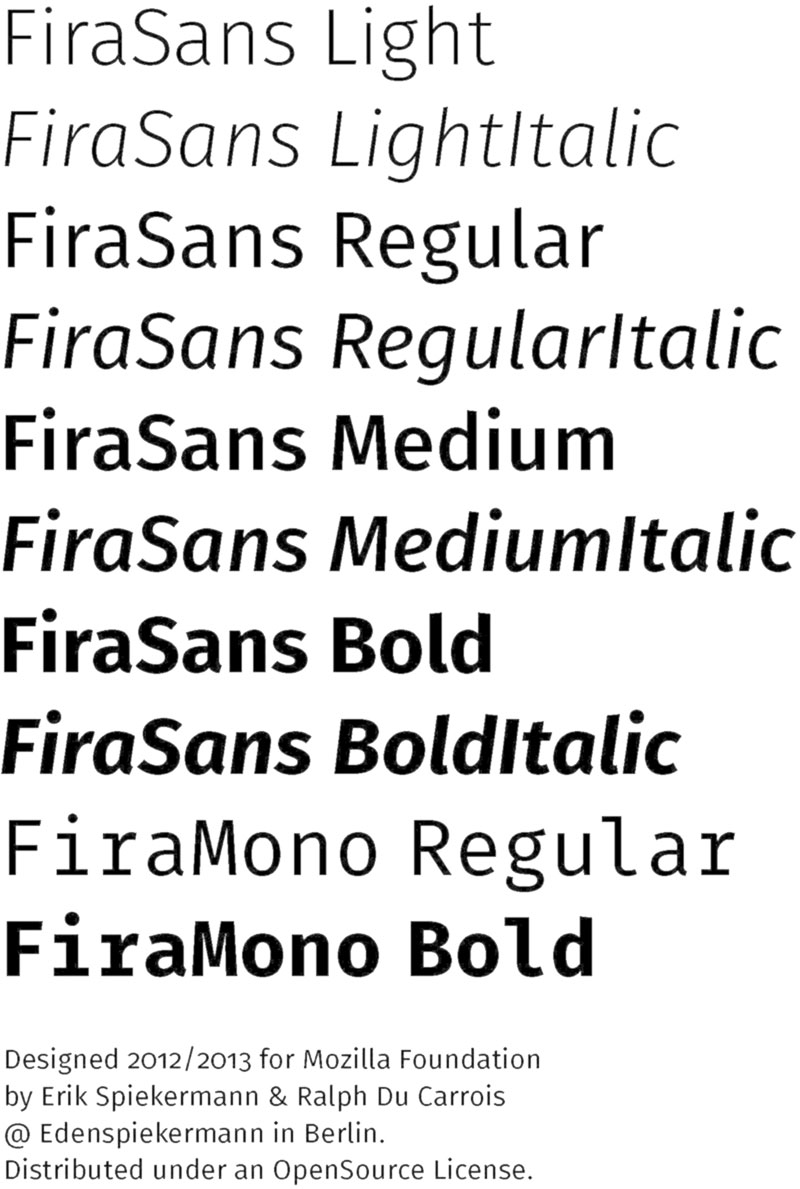 FiraSans Light
FiraSans LightItalic
FiraSans Regular
FiraSans RegularItalic
FiraSans Medium
FiraSans MediumItalic
FiraSans Bold
FiraSans BoldItalic
FiraMono Regular
FiraMono Bold
Designed 2012/2013 for Mozilla Foundation
by Erik Spiekermann & Ralph Du Carrois
@ Edenspiekermann in Berlin.
Distributed under an OpenSource License.